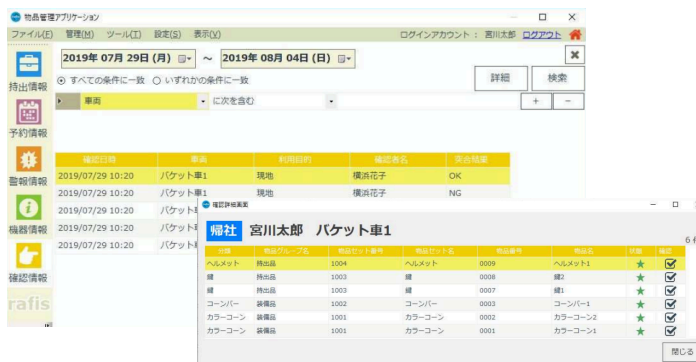 物品管理アプリケーション
ファイル(F) 管理(M) ツール(T) 設定(S) 表示(V) ログインアカウント : 宮川太郎 ログアウト
2019年 07月 29日 (月) ~ 2019年 08月 04日 (日)
すべての条件に一致 いずれかの条件に一致 詳細 検索
持出情報
車両 に次を含む + -
予約情報
確認日時 車両 利用目的 確認者名 突合結果
警報情報
2019/07/29 10:20 バケット車1 現地 横浜花子 OK
2019/07/29 10:20 バケット車1 現地 横浜花子 NG
2019/07/29 10:20
機器情報
2019/07/29 10:20
2019/07/29 10:20
確認情報
rafis
確認詳細画面
帰社 宮川太郎 バケット車1
6
分類 物品グループ名 物品セット番号 物品セット名 物品番号 物品名 状態 確認
ヘルメット 持出品 1004 ヘルメット 0009 ヘルメット1
鍵 持出品 1003 鍵 0008 鍵2
鍵 持出品 1003 鍵 0007 鍵1
コーンバー 装備品 1002 コーンバー 0003 コーンバー1
カラーコーン 装備品 1001 カラーコーン 0002 カラーコーン2
カラーコーン 装備品 1001 カラーコーン 0001 カラーコーン1
閉じる